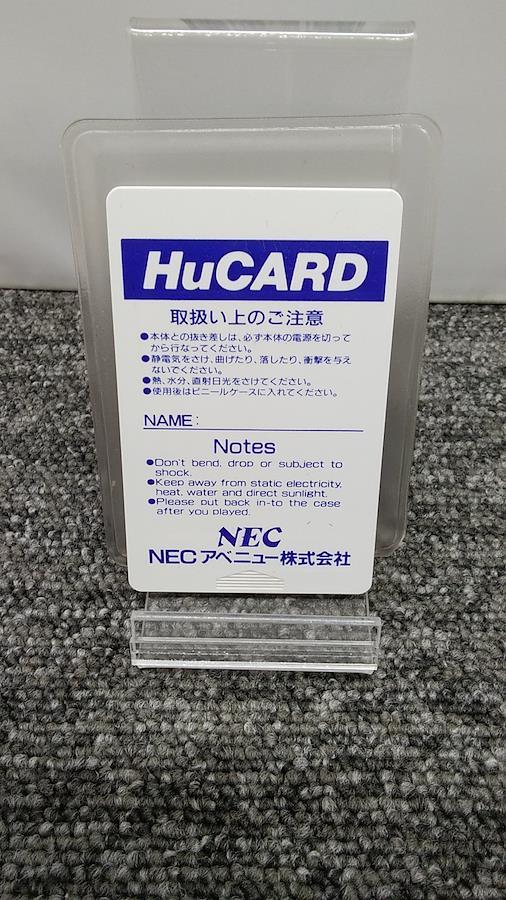 HuCARD
取扱い上のご注意
●本体との抜き差しは、必ず本体の電源を切って
から行なってください。
●静電気をさけ、曲げたり、落したり、衝撃を与え
ないでください。
●熱、水分、直射日光をさけてください。
●使用後はビニールケースに入れてください。
NAME:
Notes
●Don't bend, drop or subject to
shock.
●Keep away from static electricity,
heat, water and direct sunlight.
●Please put back in-to the case
after you played.
NEC
NECアベニュー株式会社